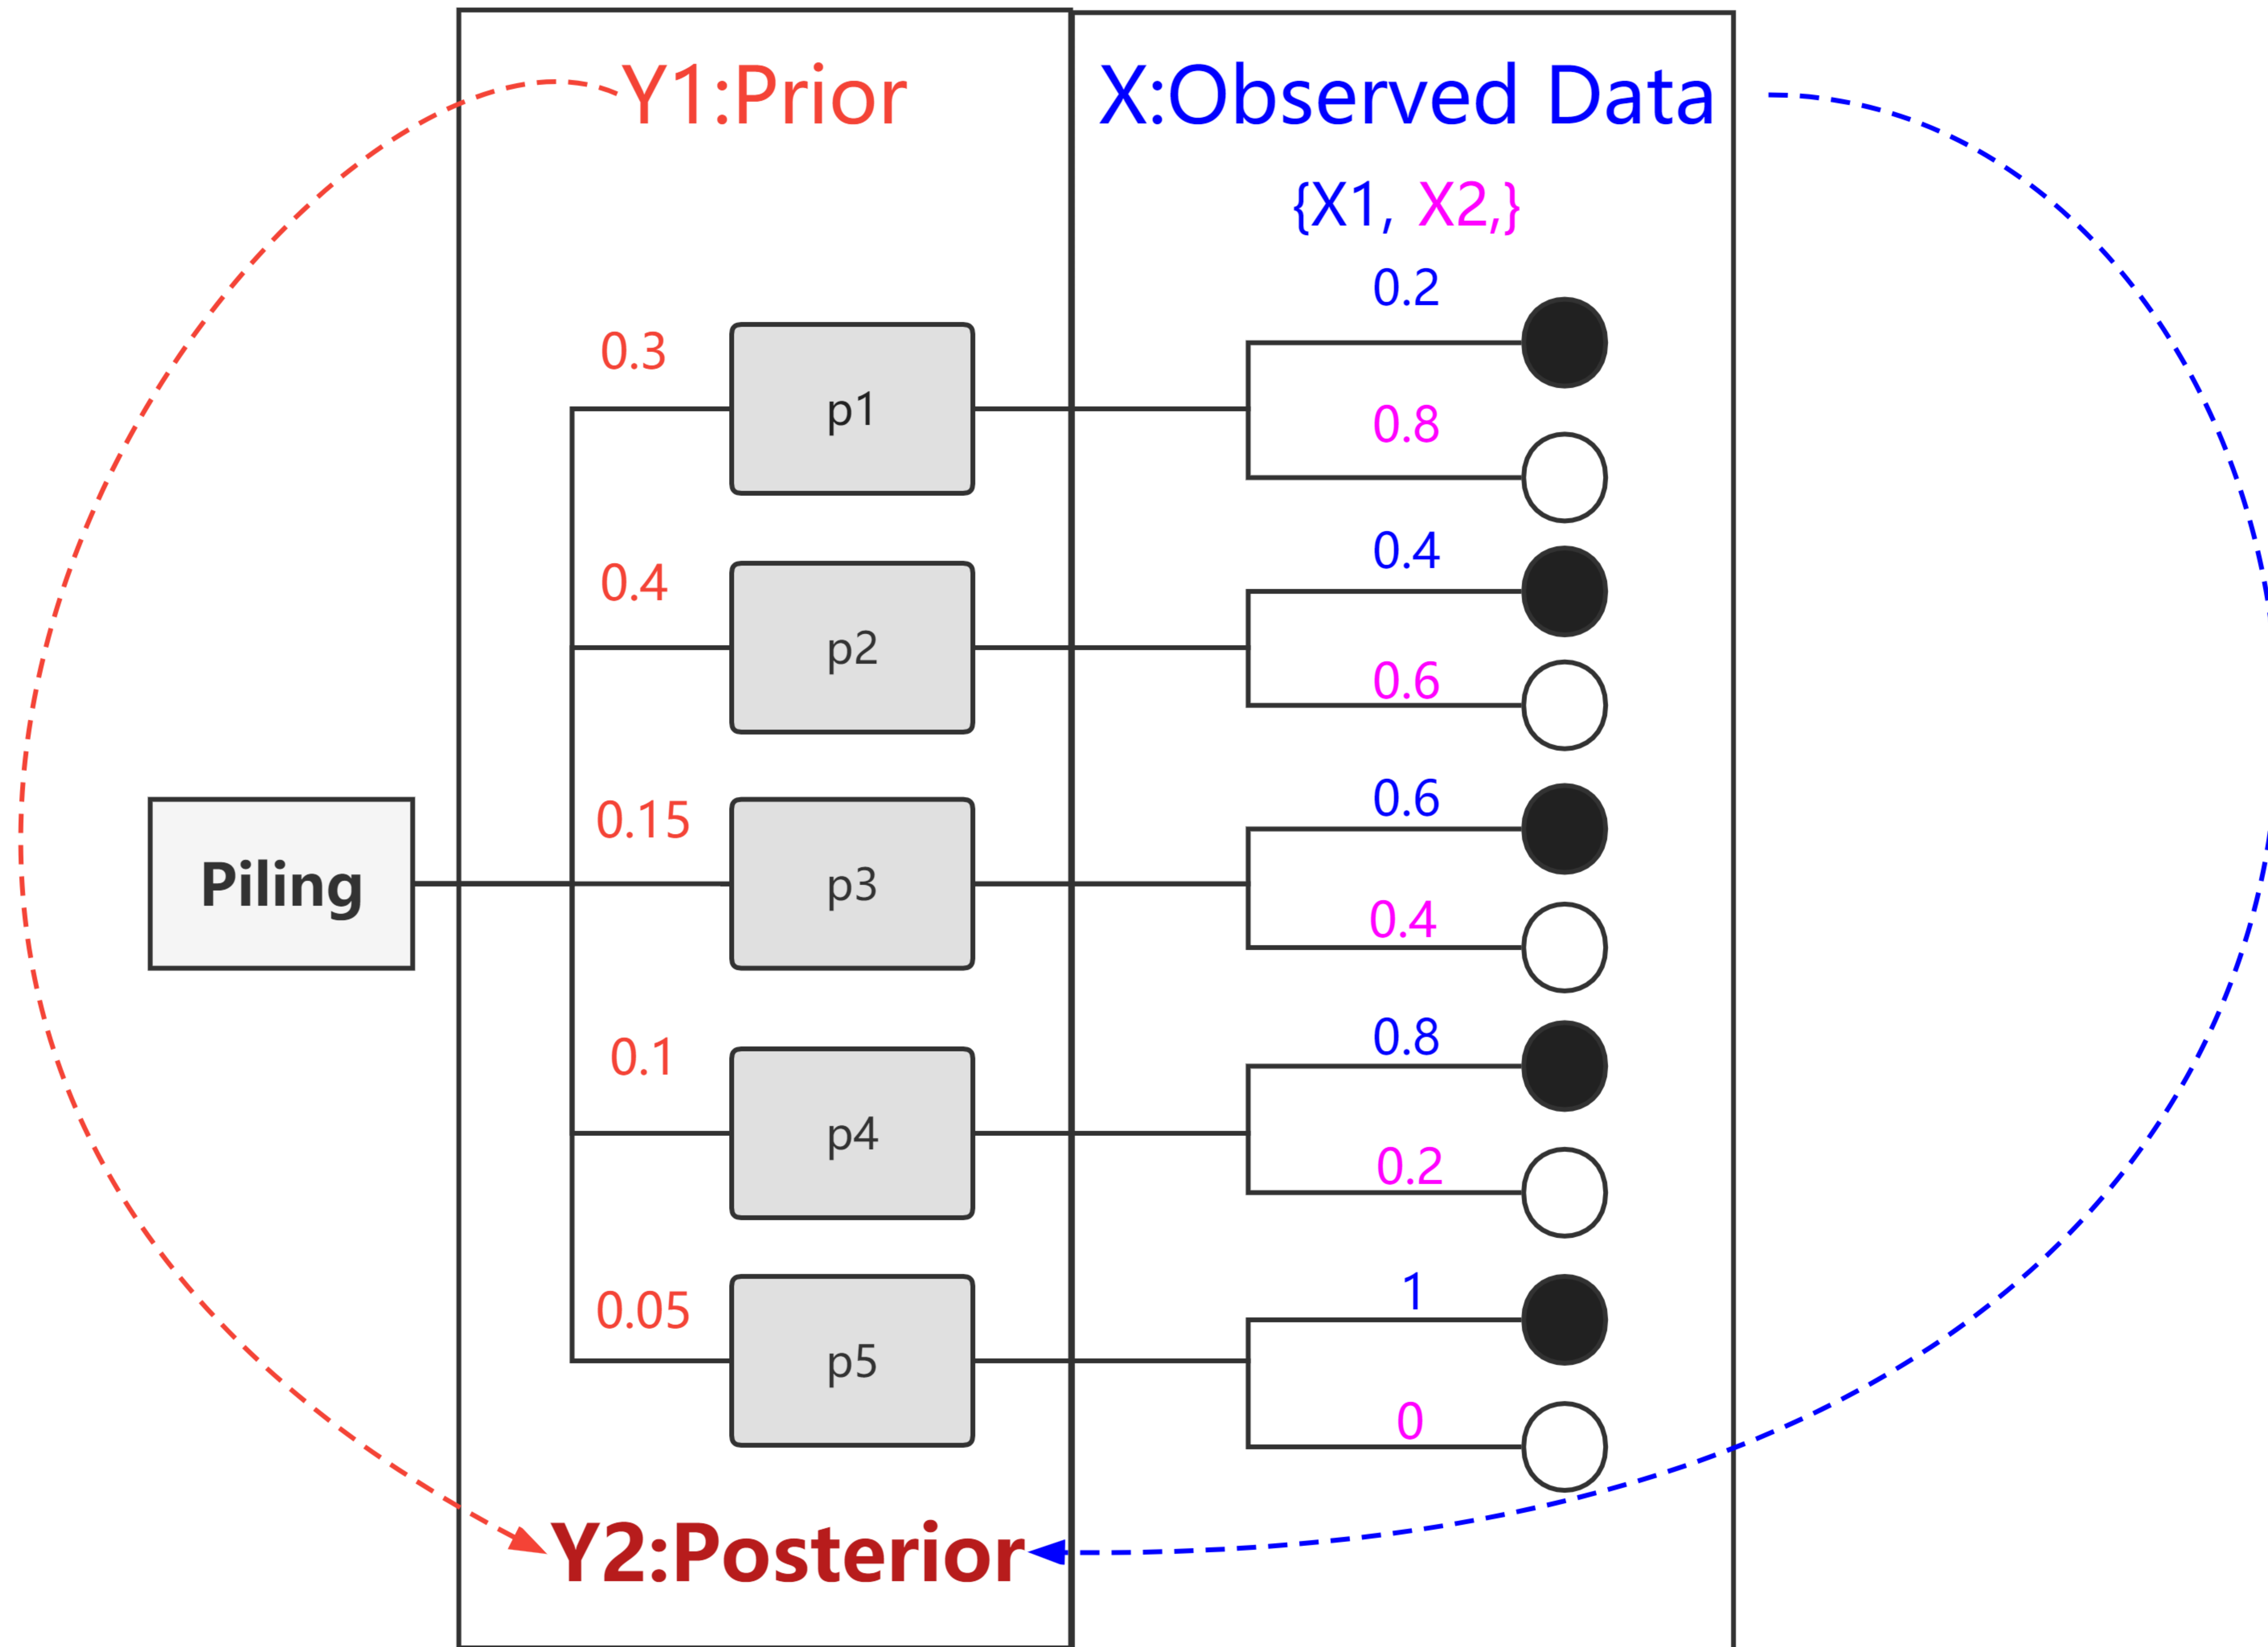 Y1:Prior
X:Observed Data
{X1, X2,}
0.2
0.3
p1
0.8
0.4
0.4
p2
0.6
0.6
0.15
Piling
p3
0.4
0.8
0.1
p4
0.2
1
0.05
p5
0
Y2:Posterior